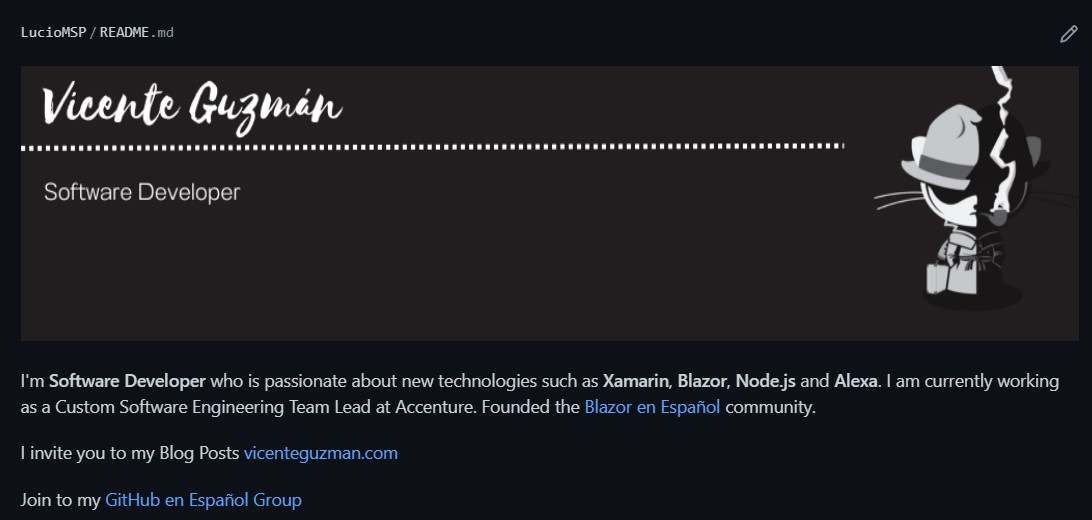 LucioMSP/README.md
Vicente Guzmán
Software Developer
I'm Software Developer who is passionate about new technologies such as Xamarin, Blazor, Node.js and Alexa. I am currently working
as a Custom Software Engineering Team Lead at Accenture. Founded the Blazor en Español community.
I invite you to my Blog Posts vicenteguzman.com
Join to my GitHub en Español Group